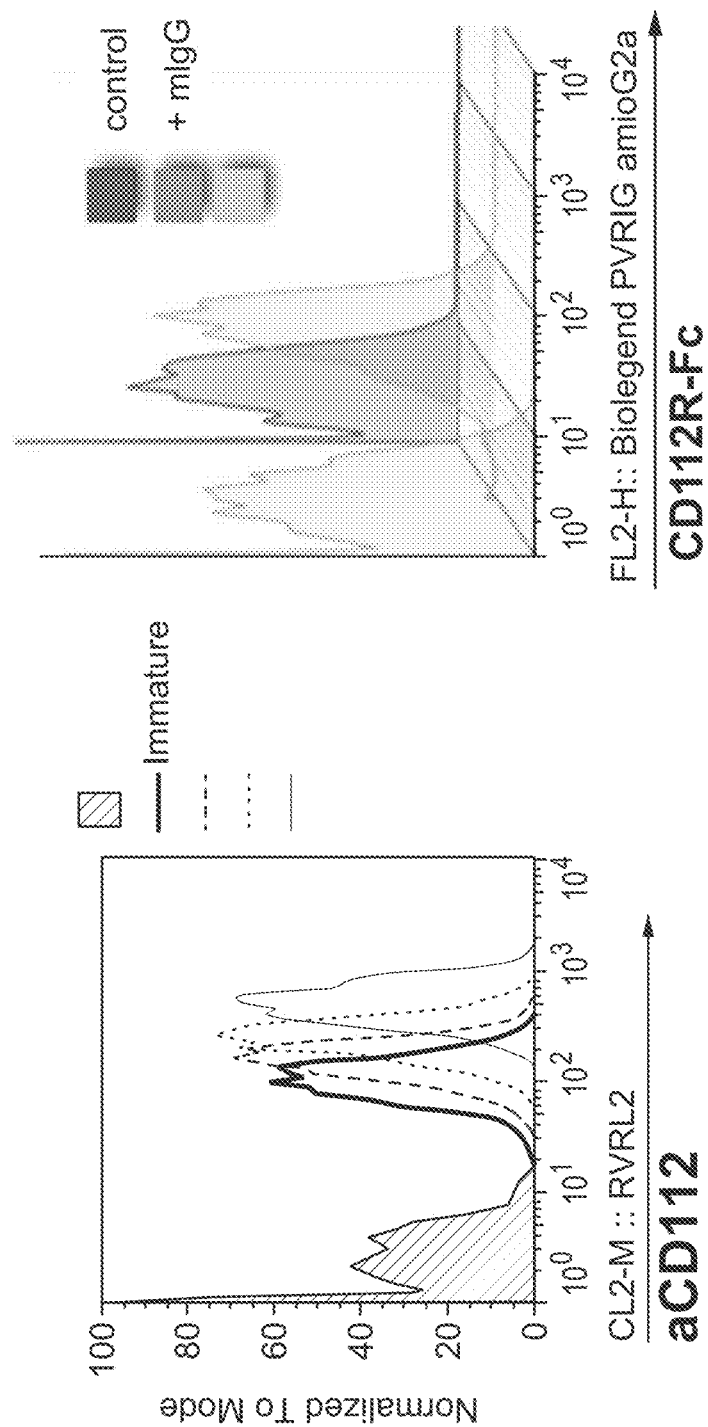 Normalized To Mode
100
80
60
40
20
0
10^0 10^1 10^2 10^3 10^4
CL2-M :: RVRL2
aCD112
Immature
control
+ mIgG
10^0 10^1 10^2 10^3 10^4
FL2-H:: Biolegend PVRIG amioG2a
CD112R-Fc